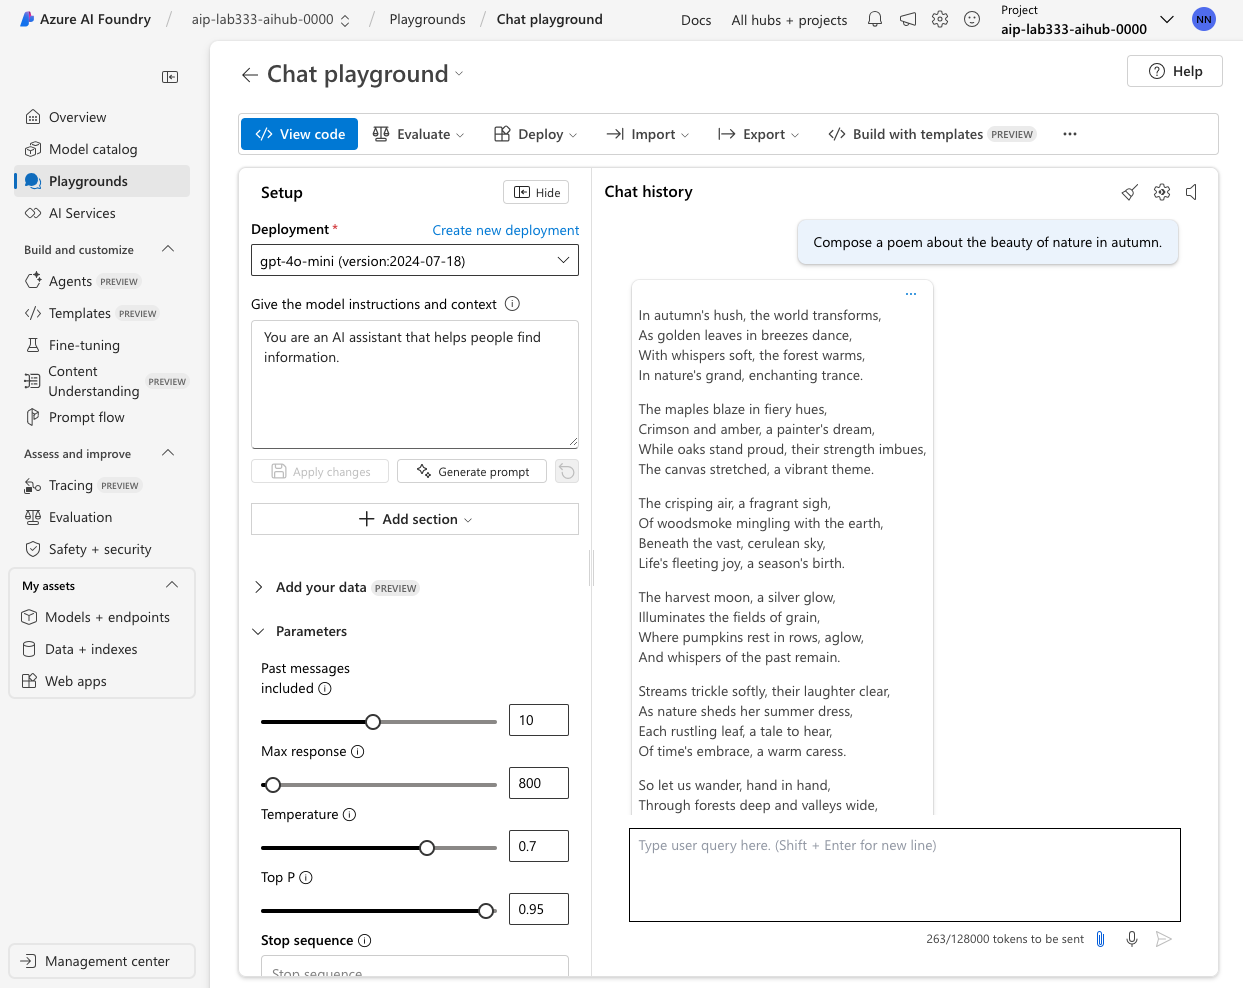 Azure AI Foundry / aip-lab333-aihub-0000 / Playgrounds / Chat playground
Docs All hubs + projects
Project
aip-lab333-aihub-0000
NN
Overview
Model catalog
Playgrounds
AI Services
Build and customize
Agents PREVIEW
Templates PREVIEW
Fine-tuning
Content
Understanding PREVIEW
Prompt flow
Assess and improve
Tracing PREVIEW
Evaluation
Safety + security
My assets
Models + endpoints
Data + indexes
Web apps
Management center
Chat playground
Help
View code Evaluate Deploy Import Export Build with templates PREVIEW ...
Setup
Hide
Deployment * Create new deployment
gpt-4o-mini (version:2024-07-18)
Give the model instructions and context
You are an AI assistant that helps people find
information.
Apply changes Generate prompt
Add section
Add your data PREVIEW
Parameters
Past messages
included
10
Max response
800
Temperature
0.7
Top P
0.95
Stop sequence
Stop sequence
Chat history
Compose a poem about the beauty of nature in autumn.
...
In autumn's hush, the world transforms,
As golden leaves in breezes dance,
With whispers soft, the forest warms,
In nature's grand, enchanting trance.
The maples blaze in fiery hues,
Crimson and amber, a painter's dream,
While oaks stand proud, their strength imbues,
The canvas stretched, a vibrant theme.
The crisping air, a fragrant sigh,
Of woodsmoke mingling with the earth,
Beneath the vast, cerulean sky,
Life's fleeting joy, a season's birth.
The harvest moon, a silver glow,
Illuminates the fields of grain,
Where pumpkins rest in rows, aglow,
And whispers of the past remain.
Streams trickle softly, their laughter clear,
As nature sheds her summer dress,
Each rustling leaf, a tale to hear,
Of time's embrace, a warm caress.
So let us wander, hand in hand,
Through forests deep and valleys wide,
Type user query here. (Shift + Enter for new line)
263/128000 tokens to be sent